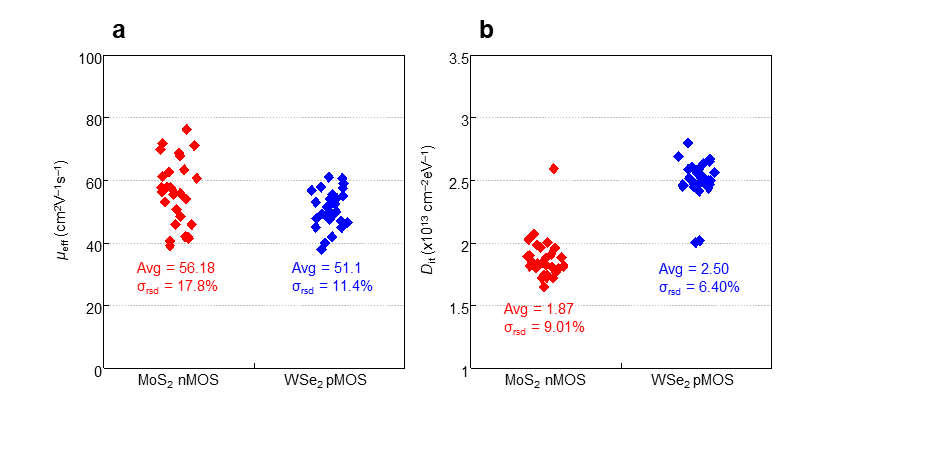 a
b
100
80
60
40
20
0
μeff (cm²V⁻¹s⁻¹)
Avg = 56.18
σrsd = 17.8%
Avg = 51.1
σrsd = 11.4%
MoS₂ nMOS
WSe₂ pMOS
3.5
3
2.5
2
1.5
1
Dit (x10¹³ cm⁻²eV⁻¹)
Avg = 1.87
σrsd = 9.01%
Avg = 2.50
σrsd = 6.40%
MoS₂ nMOS
WSe₂ pMOS